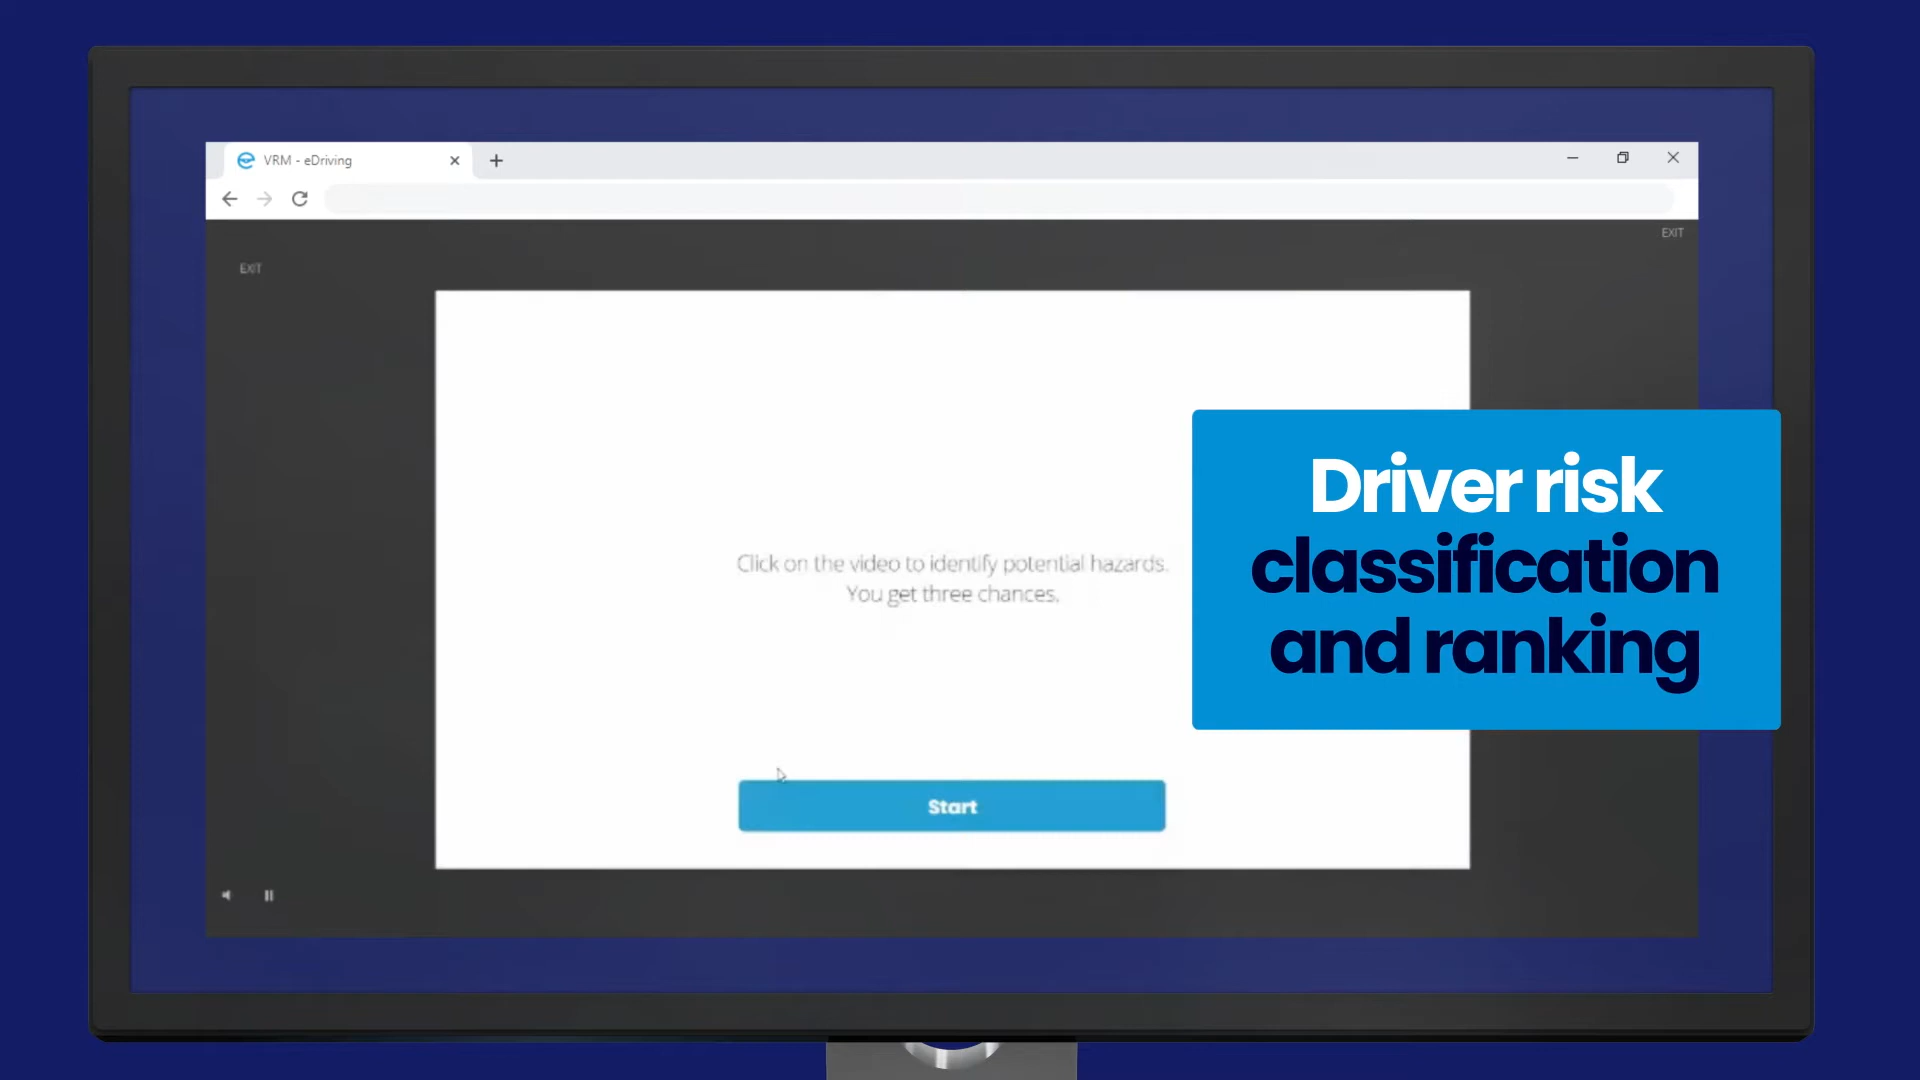 VRM - eDriving
EXIT
EXIT
Click on the video to identify potential hazards.
You get three chances.
Start
Driver risk
classification
and ranking